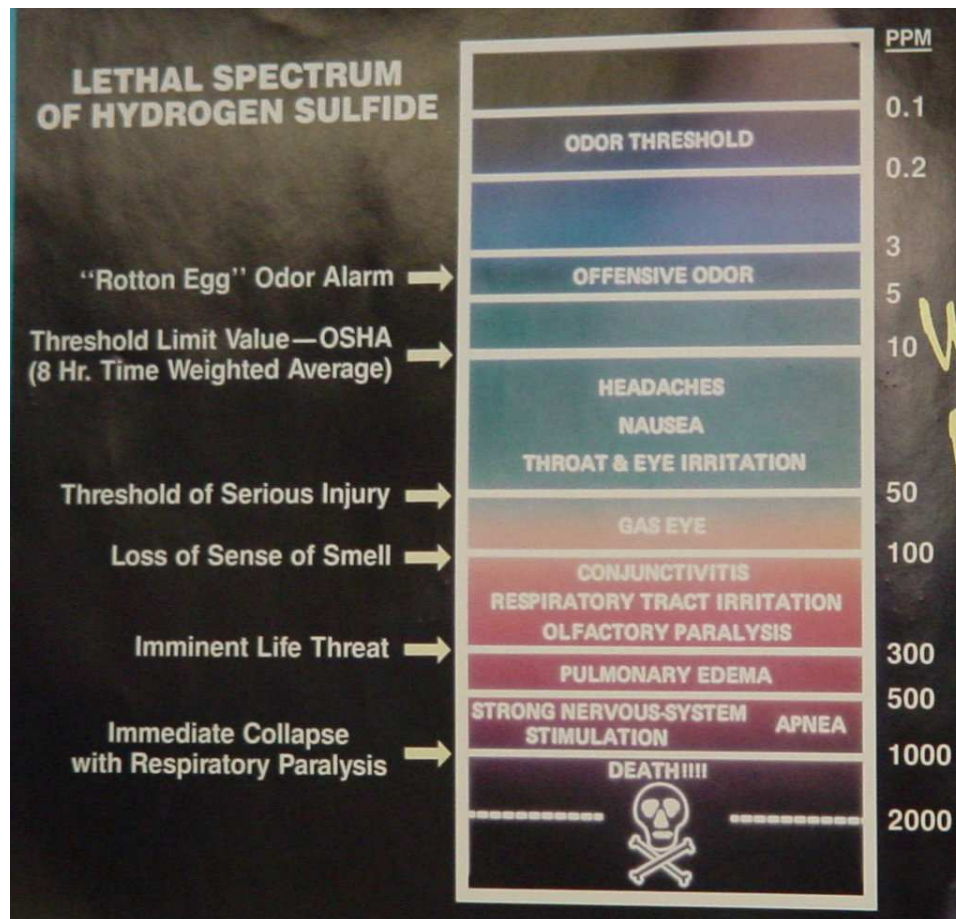 LETHAL SPECTRUM
OF HYDROGEN SULFIDE
PPM
0.1
ODOR THRESHOLD
0.2
3
"Rotton Egg" Odor Alarm
OFFENSIVE ODOR
5
Threshold Limit Value—OSHA
(8 Hr. Time Weighted Average)
10
HEADACHES
NAUSEA
THROAT & EYE IRRITATION
Threshold of Serious Injury
50
GAS EYE
Loss of Sense of Smell
100
CONJUNCTIVITIS
RESPIRATORY TRACT IRRITATION
OLFACTORY PARALYSIS
Imminent Life Threat
300
PULMONARY EDEMA
500
STRONG NERVOUS-SYSTEM
STIMULATION
APNEA
Immediate Collapse
with Respiratory Paralysis
1000
DEATH!!!!
2000